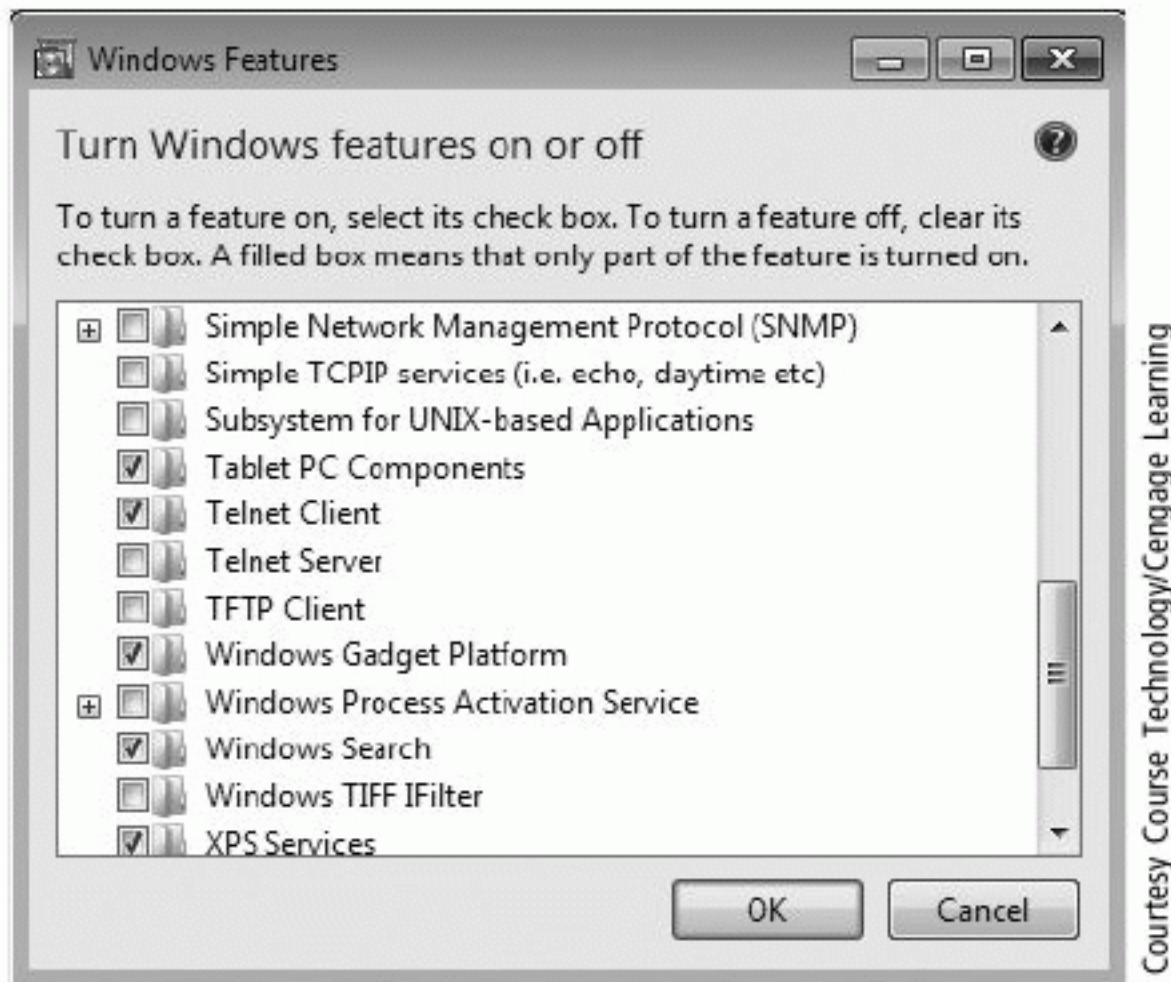 Windows Features
Turn Windows features on or off
To turn a feature on, select its check box. To turn a feature off, clear its
check box. A filled box means that only part of the feature is turned on.
Simple Network Management Protocol (SNMP)
Simple TCPIP services (i.e. echo, daytime etc)
Subsystem for UNIX-based Applications
Tablet PC Components
Telnet Client
Telnet Server
TFTP Client
Windows Gadget Platform
Windows Process Activation Service
Windows Search
Windows TIFF IFilter
XPS Services
OK
Cancel
Courtesy Course Technology/Cengage Learning